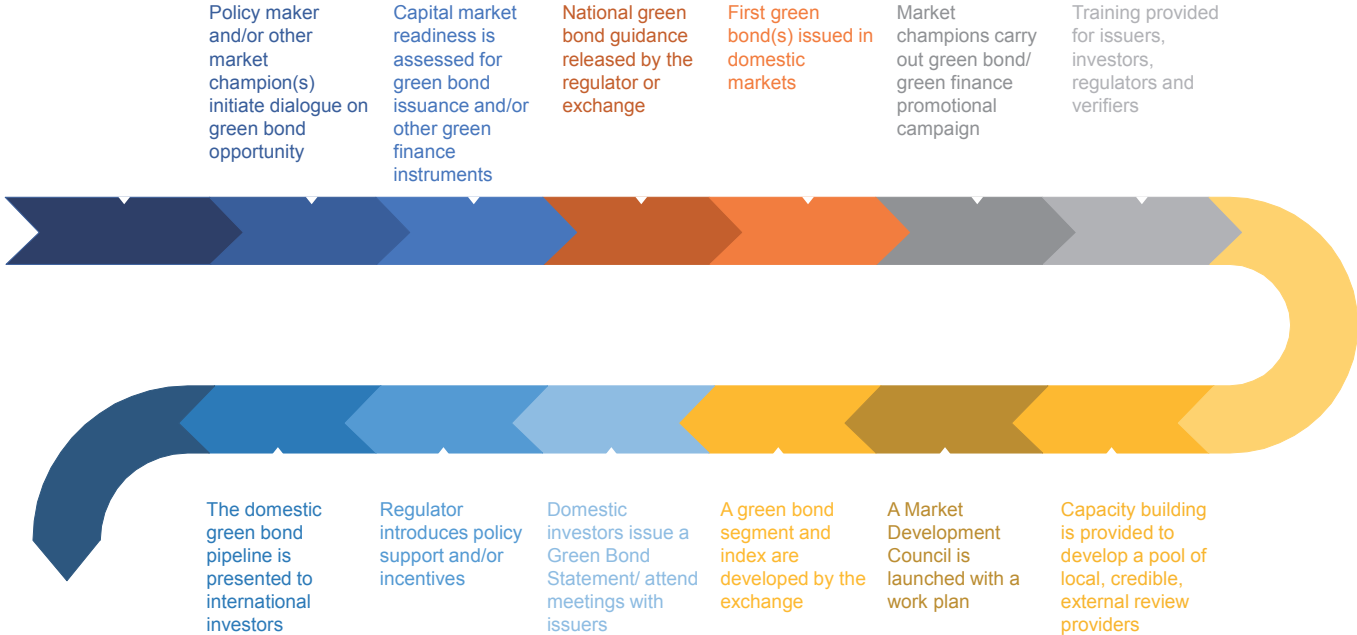 Policy maker
and/or other
market
champion(s)
initiate dialogue on
green bond
opportunity
Capital market
readiness is
assessed for
green bond
issuance and/or
other green
finance
instruments
National green
bond guidance
released by the
regulator or
exchange
First green
bond(s) issued in
domestic
markets
Market
champions carry
out green bond/
green finance
promotional
campaign
Training provided
for issuers,
investors,
regulators and
verifiers
The domestic
green bond
pipeline is
presented to
international
investors
Regulator
introduces policy
support and/or
incentives
Domestic
investors issue a
Green Bond
Statement/ attend
meetings with
issuers
A green bond
segment and
index are
developed by the
exchange
A Market
Development
Council is
launched with a
work plan
Capacity building
is provided to
develop a pool of
local, credible,
external review
providers